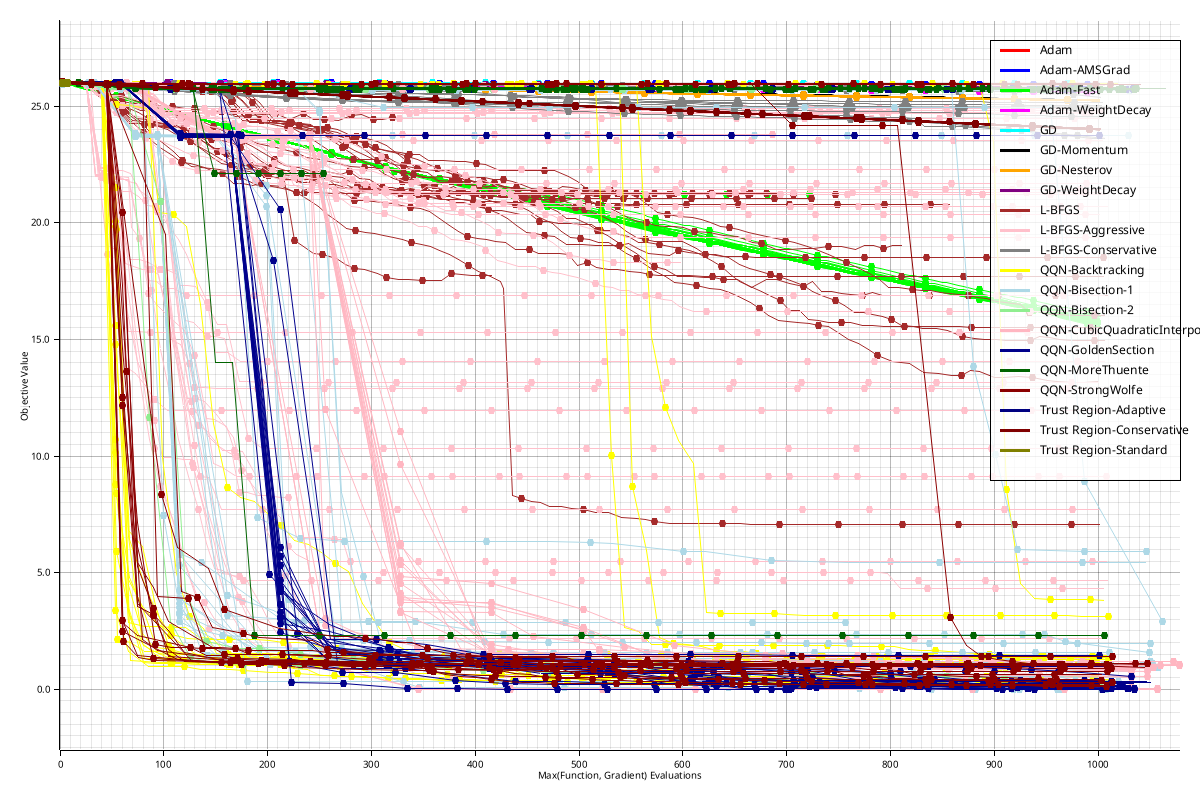 25.0
20.0
15.0
10.0
5.0
0.0
Objective Value
0 100 200 300 400 500 600 700 800 900 1000
Max(Function, Gradient) Evaluations
Adam
Adam-AMSGrad
Adam-Fast
Adam-WeightDecay
GD
GD-Momentum
GD-Nesterov
GD-WeightDecay
L-BFGS
L-BFGS-Aggressive
L-BFGS-Conservative
QQN-Backtracking
QQN-Bisection-1
QQN-Bisection-2
QQN-CubicQuadraticInterpo
QQN-GoldenSection
QQN-MoreThuente
QQN-StrongWolfe
Trust Region-Adaptive
Trust Region-Conservative
Trust Region-Standard